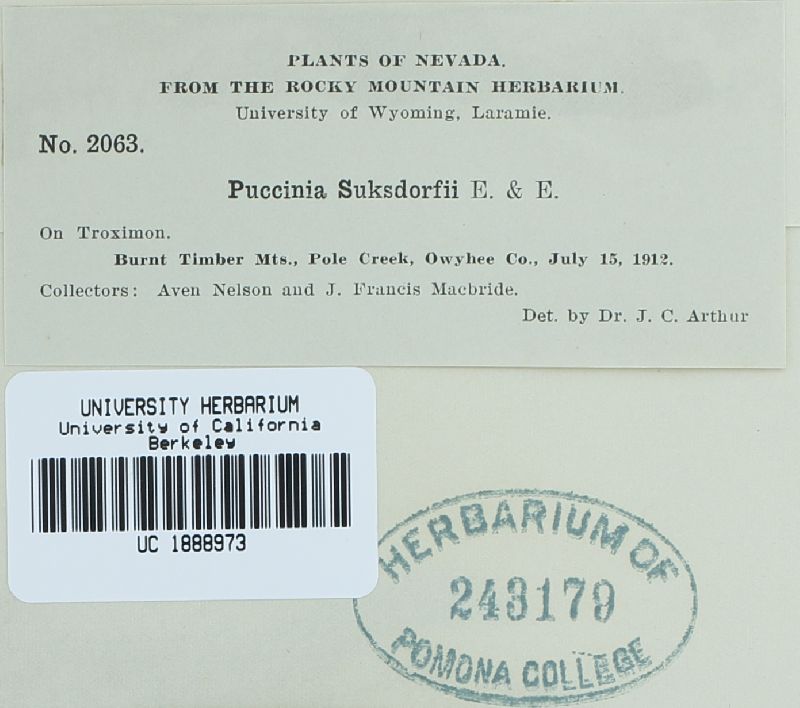 PLANTS OF NEVADA.
FROM THE ROCKY MOUNTAIN HERBARIUM.
University of Wyoming, Laramie.
No. 2063.
Puccinia Suksdorfii E. & E.
On Troximon.
Burnt Timber Mts., Pole Creek, Owyhee Co., July 15, 1912.
Collectors: Aven Nelson and J. Francis Macbride.
Det. by Dr. J. C. Arthur
UNIVERSITY HERBARIUM
University of California
Berkeley
UC 1888973
HERBARIUM OF
243179
POMONA COLLEGE